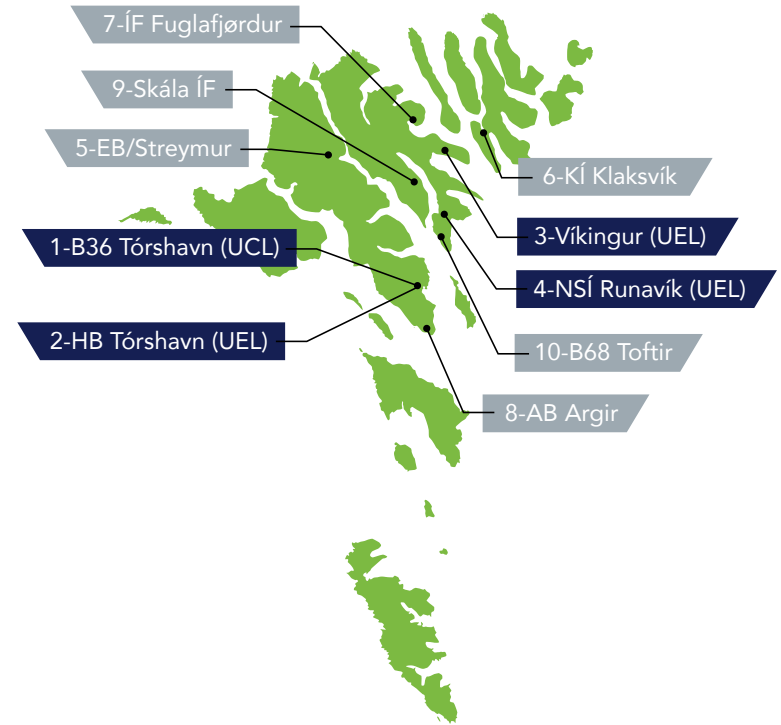 7-ÍF Fuglafjørdur
9-Skála ÍF
5-EB/Streymur
6-KÍ Klaksvík
1-B36 Tórshavn (UCL)
3-Víkingur (UEL)
4-NSÍ Runavík (UEL)
2-HB Tórshavn (UEL)
10-B68 Toftir
8-AB Argir